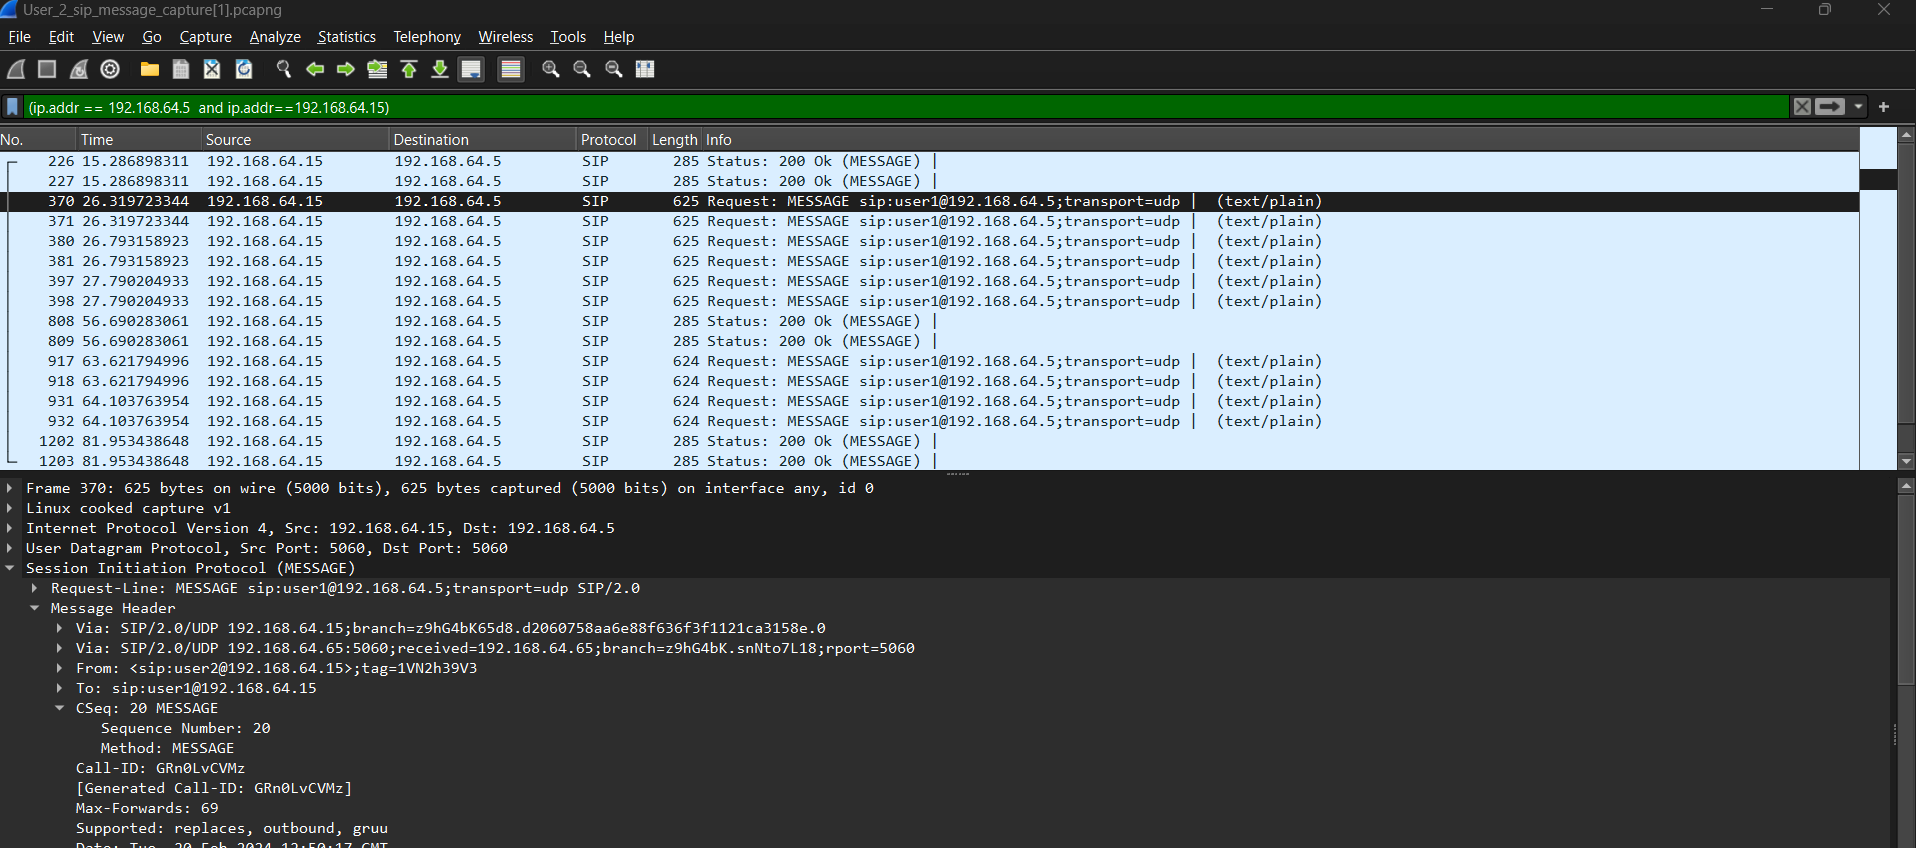 User_2_sip_message_capture[1].pcapng
File Edit View Go Capture Analyze Statistics Telephony Wireless Tools Help
(ip.addr == 192.168.64.5 and ip.addr==192.168.64.15)
No. Time Source Destination Protocol Length Info
226 15.286898311 192.168.64.15 192.168.64.5 SIP 285 Status: 200 Ok (MESSAGE) |
227 15.286898311 192.168.64.15 192.168.64.5 SIP 285 Status: 200 Ok (MESSAGE) |
370 26.319723344 192.168.64.15 192.168.64.5 SIP 625 Request: MESSAGE sip:user1@192.168.64.5;transport=udp | (text/plain)
371 26.319723344 192.168.64.15 192.168.64.5 SIP 625 Request: MESSAGE sip:user1@192.168.64.5;transport=udp | (text/plain)
380 26.793158923 192.168.64.15 192.168.64.5 SIP 625 Request: MESSAGE sip:user1@192.168.64.5;transport=udp | (text/plain)
381 26.793158923 192.168.64.15 192.168.64.5 SIP 625 Request: MESSAGE sip:user1@192.168.64.5;transport=udp | (text/plain)
397 27.790204933 192.168.64.15 192.168.64.5 SIP 625 Request: MESSAGE sip:user1@192.168.64.5;transport=udp | (text/plain)
398 27.790204933 192.168.64.15 192.168.64.5 SIP 625 Request: MESSAGE sip:user1@192.168.64.5;transport=udp | (text/plain)
808 56.690283061 192.168.64.15 192.168.64.5 SIP 285 Status: 200 Ok (MESSAGE) |
809 56.690283061 192.168.64.15 192.168.64.5 SIP 285 Status: 200 Ok (MESSAGE) |
917 63.621794996 192.168.64.15 192.168.64.5 SIP 624 Request: MESSAGE sip:user1@192.168.64.5;transport=udp | (text/plain)
918 63.621794996 192.168.64.15 192.168.64.5 SIP 624 Request: MESSAGE sip:user1@192.168.64.5;transport=udp | (text/plain)
931 64.103763954 192.168.64.15 192.168.64.5 SIP 624 Request: MESSAGE sip:user1@192.168.64.5;transport=udp | (text/plain)
932 64.103763954 192.168.64.15 192.168.64.5 SIP 624 Request: MESSAGE sip:user1@192.168.64.5;transport=udp | (text/plain)
1202 81.953438648 192.168.64.15 192.168.64.5 SIP 285 Status: 200 Ok (MESSAGE) |
1203 81.953438648 192.168.64.15 192.168.64.5 SIP 285 Status: 200 Ok (MESSAGE) |
Frame 370: 625 bytes on wire (5000 bits), 625 bytes captured (5000 bits) on interface any, id 0
Linux cooked capture v1
Internet Protocol Version 4, Src: 192.168.64.15, Dst: 192.168.64.5
User Datagram Protocol, Src Port: 5060, Dst Port: 5060
Session Initiation Protocol (MESSAGE)
Request-Line: MESSAGE sip:user1@192.168.64.5;transport=udp SIP/2.0
Message Header
Via: SIP/2.0/UDP 192.168.64.15;branch=z9hG4bK65d8.d2060758aa6e88f636f3f1121ca3158e.0
Via: SIP/2.0/UDP 192.168.64.65:5060;received=192.168.64.65;branch=z9hG4bK.snNto7L18;rport=5060
From: <sip:user2@192.168.64.15>;tag=1VN2h39V3
To: sip:user1@192.168.64.15
CSeq: 20 MESSAGE
Sequence Number: 20
Method: MESSAGE
Call-ID: GRn0LvCVMz
[Generated Call-ID: GRn0LvCVMz]
Max-Forwards: 69
Supported: replaces, outbound, gruu
Date: Tue, 20 Feb 2024 12:50:17 GMT